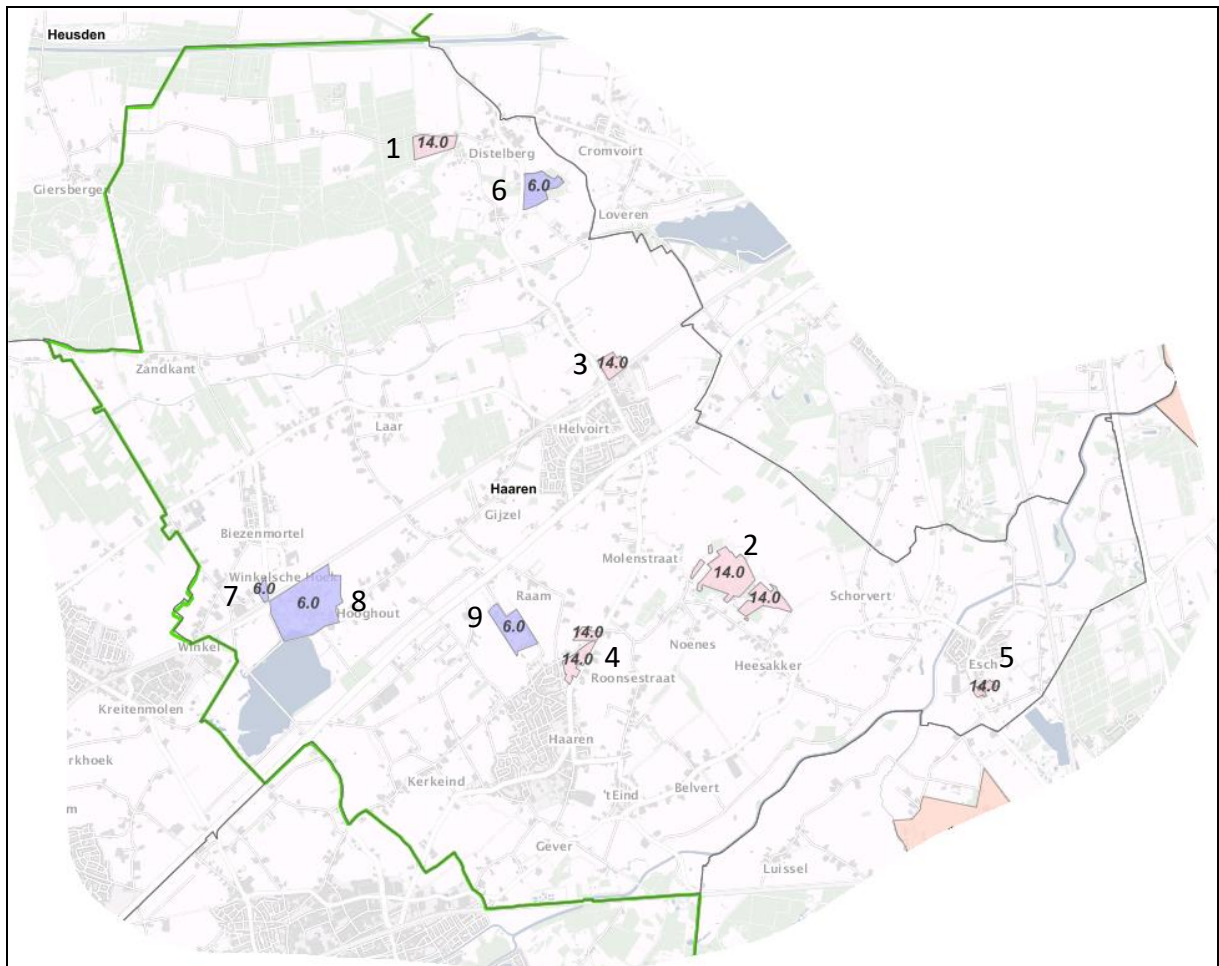 Heusden
1
14.0
Distelberg
Cromvoirt
6
6.0
Giersbergen
Loveren
3
14.0
Zandkant
Laar
Helvoirt
Haaren
Gijzel
Biezenmortel
Molenstraat
2
14.0
Winkelsche Hoek
7
6.0
6.0
8
Hooghout
Raam
14.0
Schorvert
9
6.0
14.0
Noenes
Winkel
14.0
4
Heesakker
Esch
5
Roonsestraat
14.0
Kreitenmolen
Haaren
rkhoek
Kerkeind
't Eind
Belvert
m
Gever
Luissel